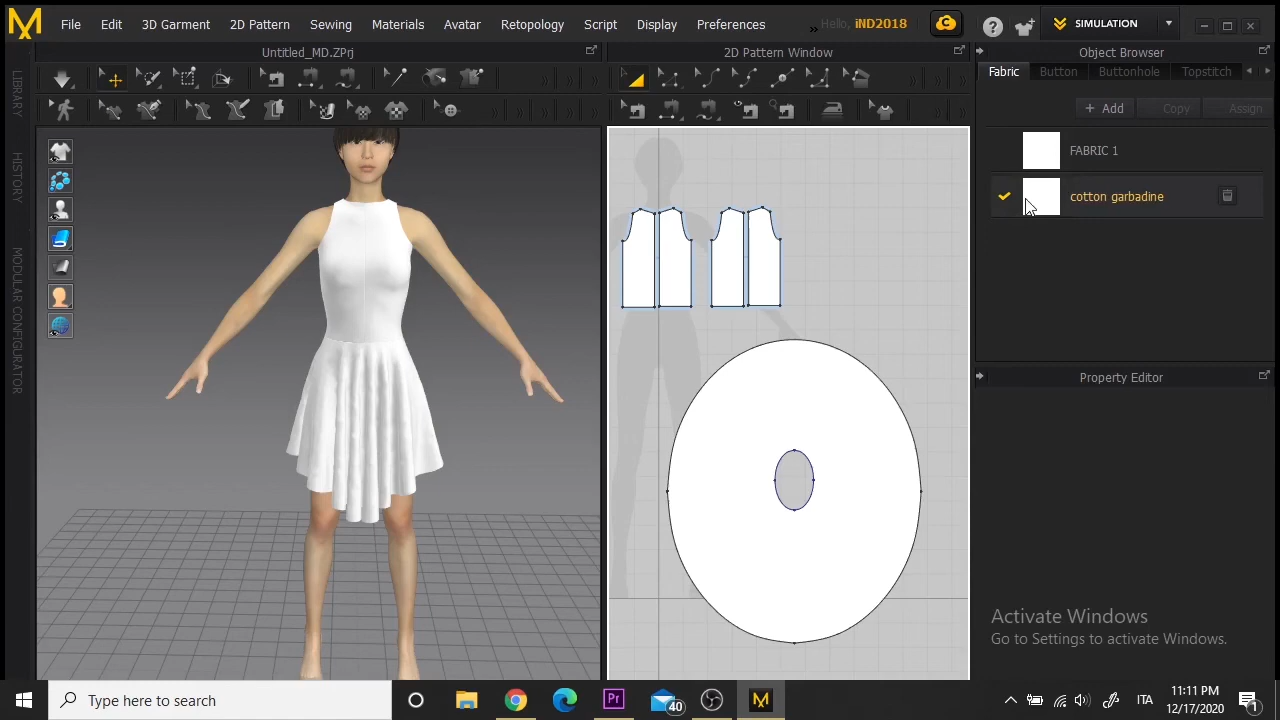 File Edit 3D Garment 2D Pattern Sewing Materials Avatar Retopology Script Display Preferences » Hello, iND2018 SIMULATION
Untitled_MD.ZPrj
2D Pattern Window
Object Browser
Fabric Button Buttonhole Topstitch
+ Add Copy Assign
FABRIC 1
cotton garbadine
LIBRARY
HISTORY
MODULAR CONFIGURATOR
Property Editor
Activate Windows
Go to Settings to activate Windows.
Type here to search
Pr
40
ITA
11:11 PM
12/17/2020
1